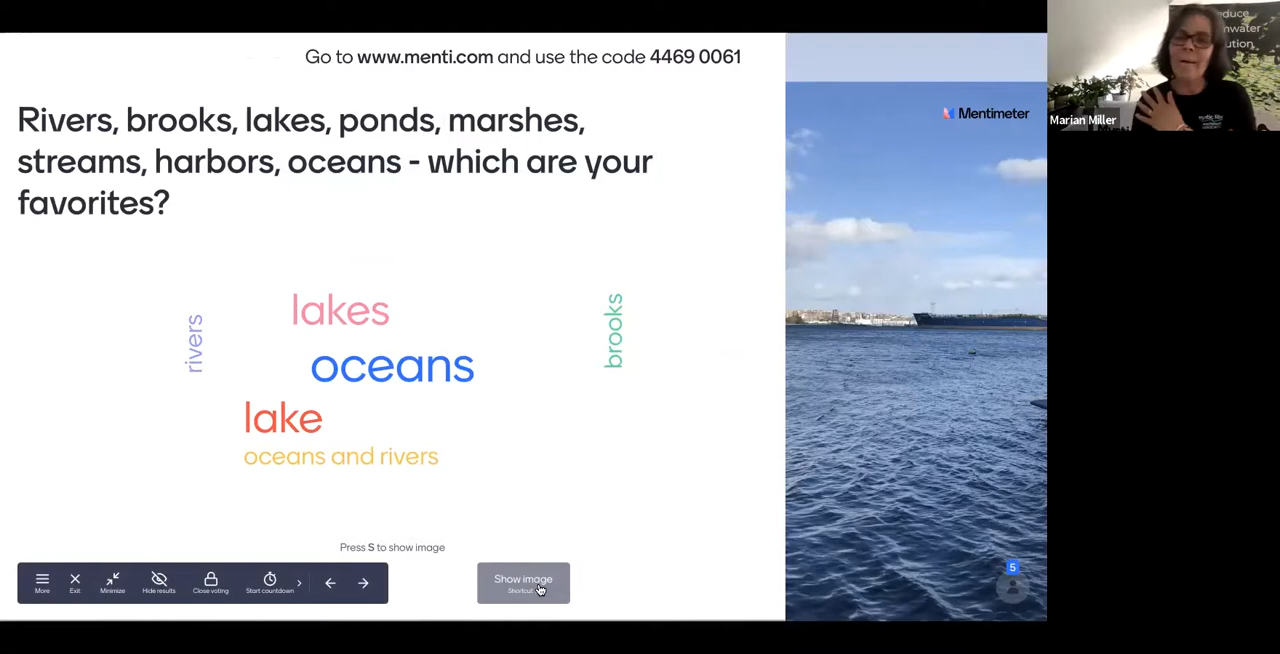 Go to www.menti.com and use the code 4469 0061
Rivers, brooks, lakes, ponds, marshes,
streams, harbors, oceans - which are your
favorites?
Mentimeter
rivers
lakes
brooks
oceans
lake
oceans and rivers
Press S to show image
More
Exit
Minimize
Hide results
Close voting
Start countdown
Show image
Shortcut
5
Marian Miller